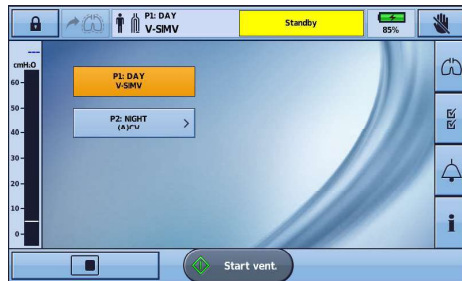 P1: DAY
V-SIMV
Standby
85%
---
cmH₂O
60
50
40
30
20
10
0
P1: DAY
V-SIMV
P2: NIGHT
(A)CV
Start vent.